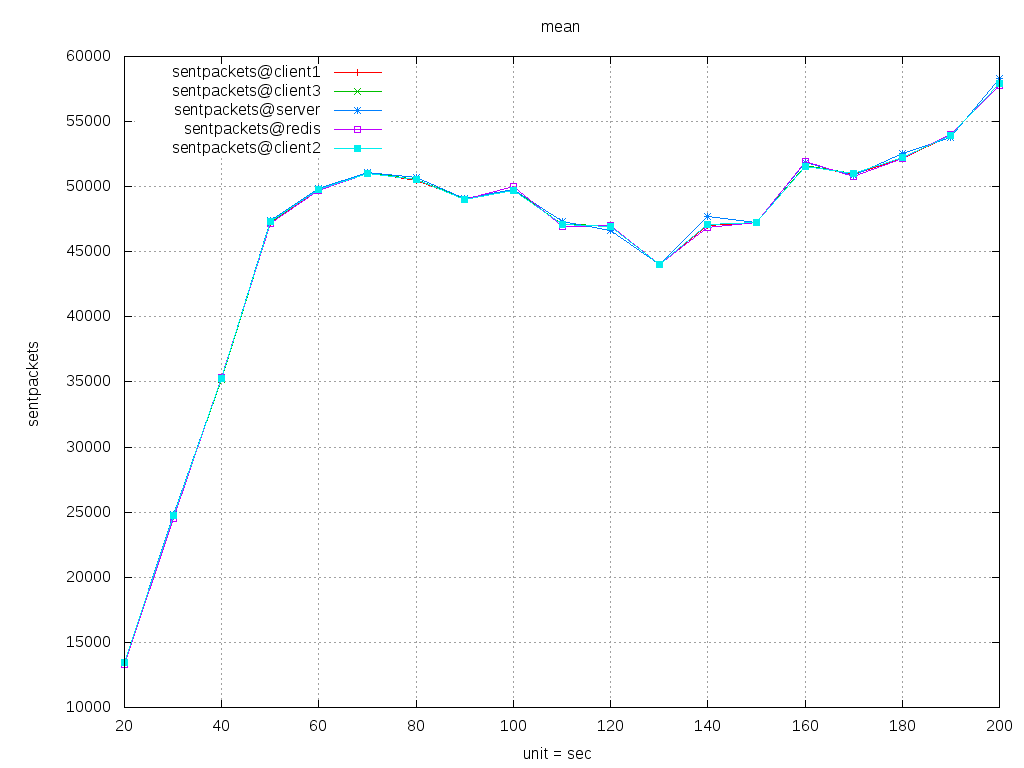 mean
60000
55000
50000
45000
40000
35000
30000
25000
20000
15000
10000
sentpackets@client1
sentpackets@client3
sentpackets@server
sentpackets@redis
sentpackets@client2
sentpackets
20 40 60 80 100 120 140 160 180 200
unit = sec